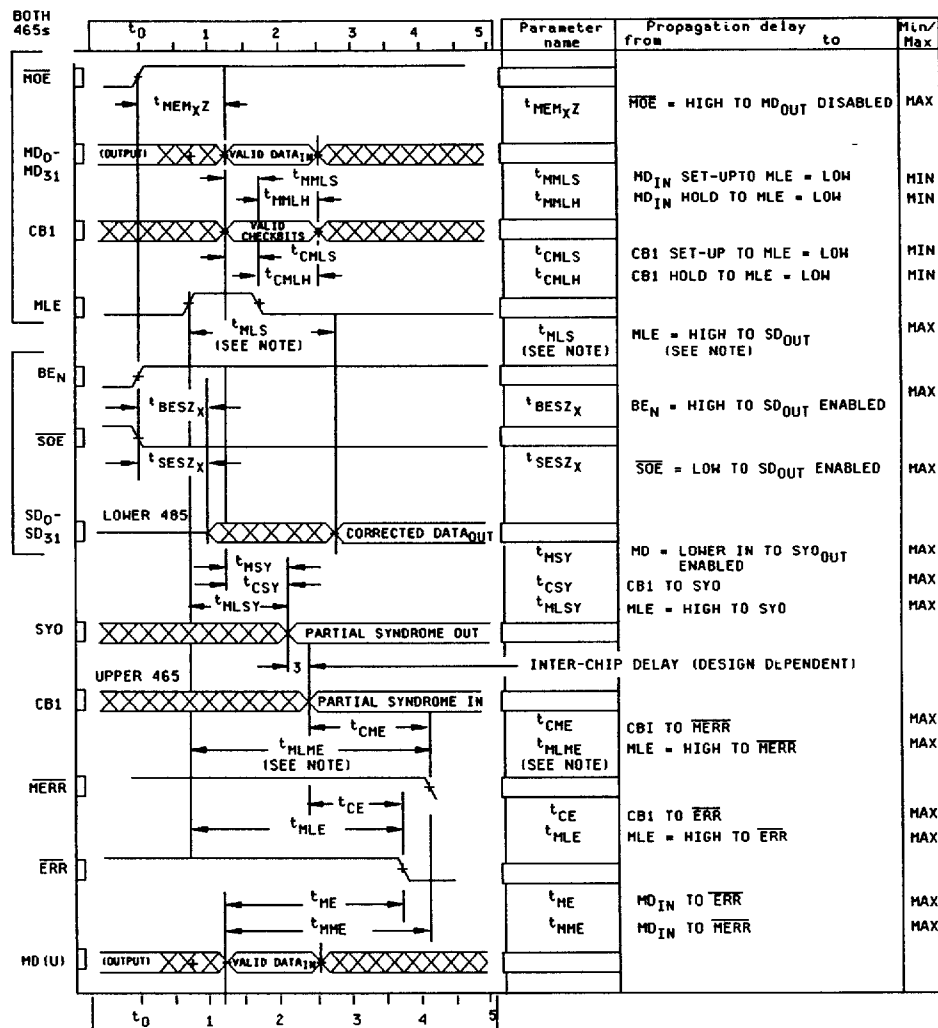 BOTH
465s
t0 1 2 3 4 5
Parameter name
Propagation delay
from to
Min/
Max
MOE
tMEMXZ
tMEMXZ
MOE = HIGH TO MDOUT DISABLED
MAX
MD0-
MD31
(OUTPUT)
VALID DATAIN
tMMLS
tMMLS
MDIN SET-UPTO MLE = LOW
MIN
tMMLH
tMMLH
MDIN HOLD TO MLE = LOW
MIN
CB1
VALID
CHECKBITS
tCMLS
tCMLS
CB1 SET-UP TO MLE = LOW
MIN
tCMLH
tCMLH
CB1 HOLD TO MLE = LOW
MIN
MLE
tMLS
(SEE NOTE)
tMLS
(SEE NOTE)
MLE = HIGH TO SDOUT
(SEE NOTE)
MAX
BEN
tBESZX
tBESZX
BEN = HIGH TO SDOUT ENABLED
MAX
SOE
tSESZX
tSESZX
SOE = LOW TO SDOUT ENABLED
MAX
SD0-
SD31
LOWER 465
CORRECTED DATAOUT
tMSY
tMSY
MD = LOWER IN TO SYOOUT
ENABLED
MAX
tCSY
tCSY
CB1 TO SYO
MAX
tMLSY
tMLSY
MLE = HIGH TO SYO
MAX
SYO
PARTIAL SYNDROME OUT
3
INTER-CHIP DELAY (DESIGN DEPENDENT)
UPPER 465
CB1
PARTIAL SYNDROME IN
tCME
tCME
CBI TO MERR
MAX
tMLME
(SEE NOTE)
tMLME
(SEE NOTE)
MLE = HIGH TO MERR
MAX
MERR
tCE
tCE
CB1 TO ERR
MAX
tMLE
tMLE
MLE = HIGH TO ERR
MAX
ERR
tME
tME
MDIN TO ERR
MAX
tMME
tMME
MDIN TO MERR
MAX
MD(U)
(OUTPUT)
VALID DATAIN
t0 1 2 3 4 5